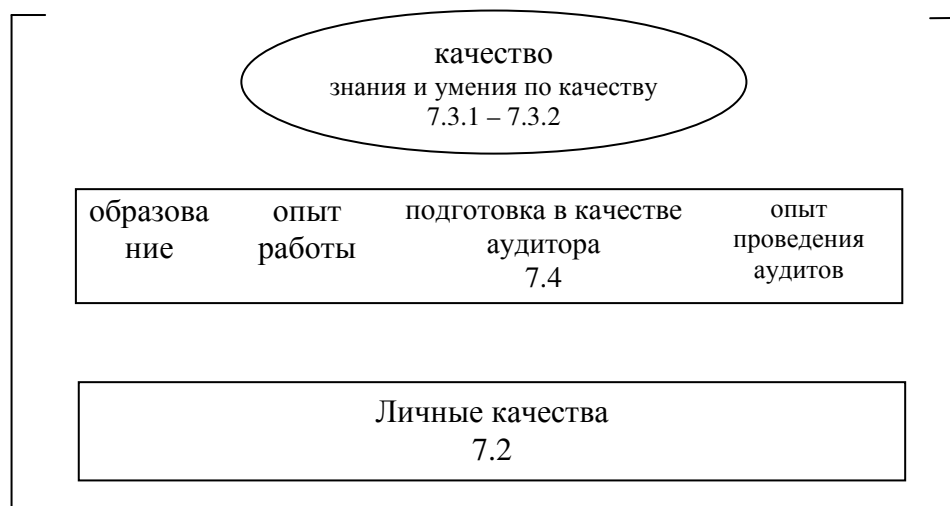 качество
знания и умения по качеству
7.3.1 – 7.3.2
образова
ние
опыт
работы
подготовка в качестве
аудитора
7.4
опыт
проведения
аудитов
Личные качества
7.2